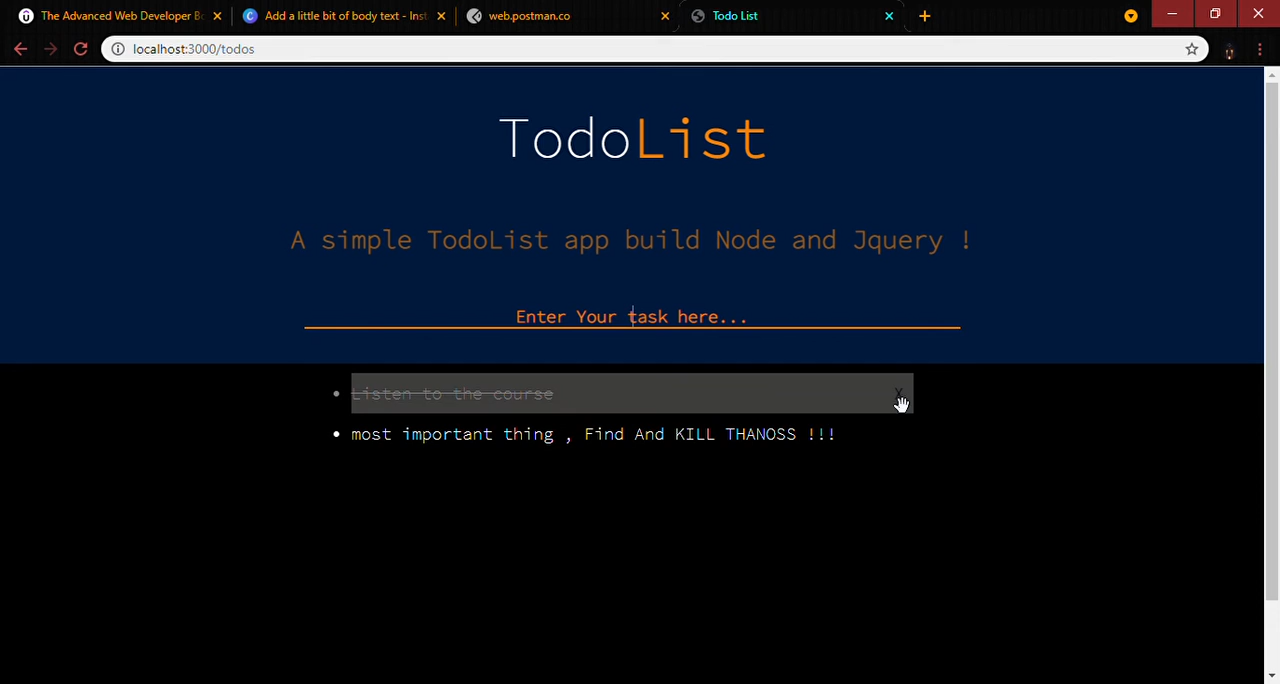 The Advanced Web Developer Bo
Add a little bit of body text - Inst
web.postman.co
Todo List
localhost:3000/todos
TodoList
A simple TodoList app build Node and Jquery !
Enter Your task here...
Listen to the course X
most important thing , Find And KILL THANOSS !!!